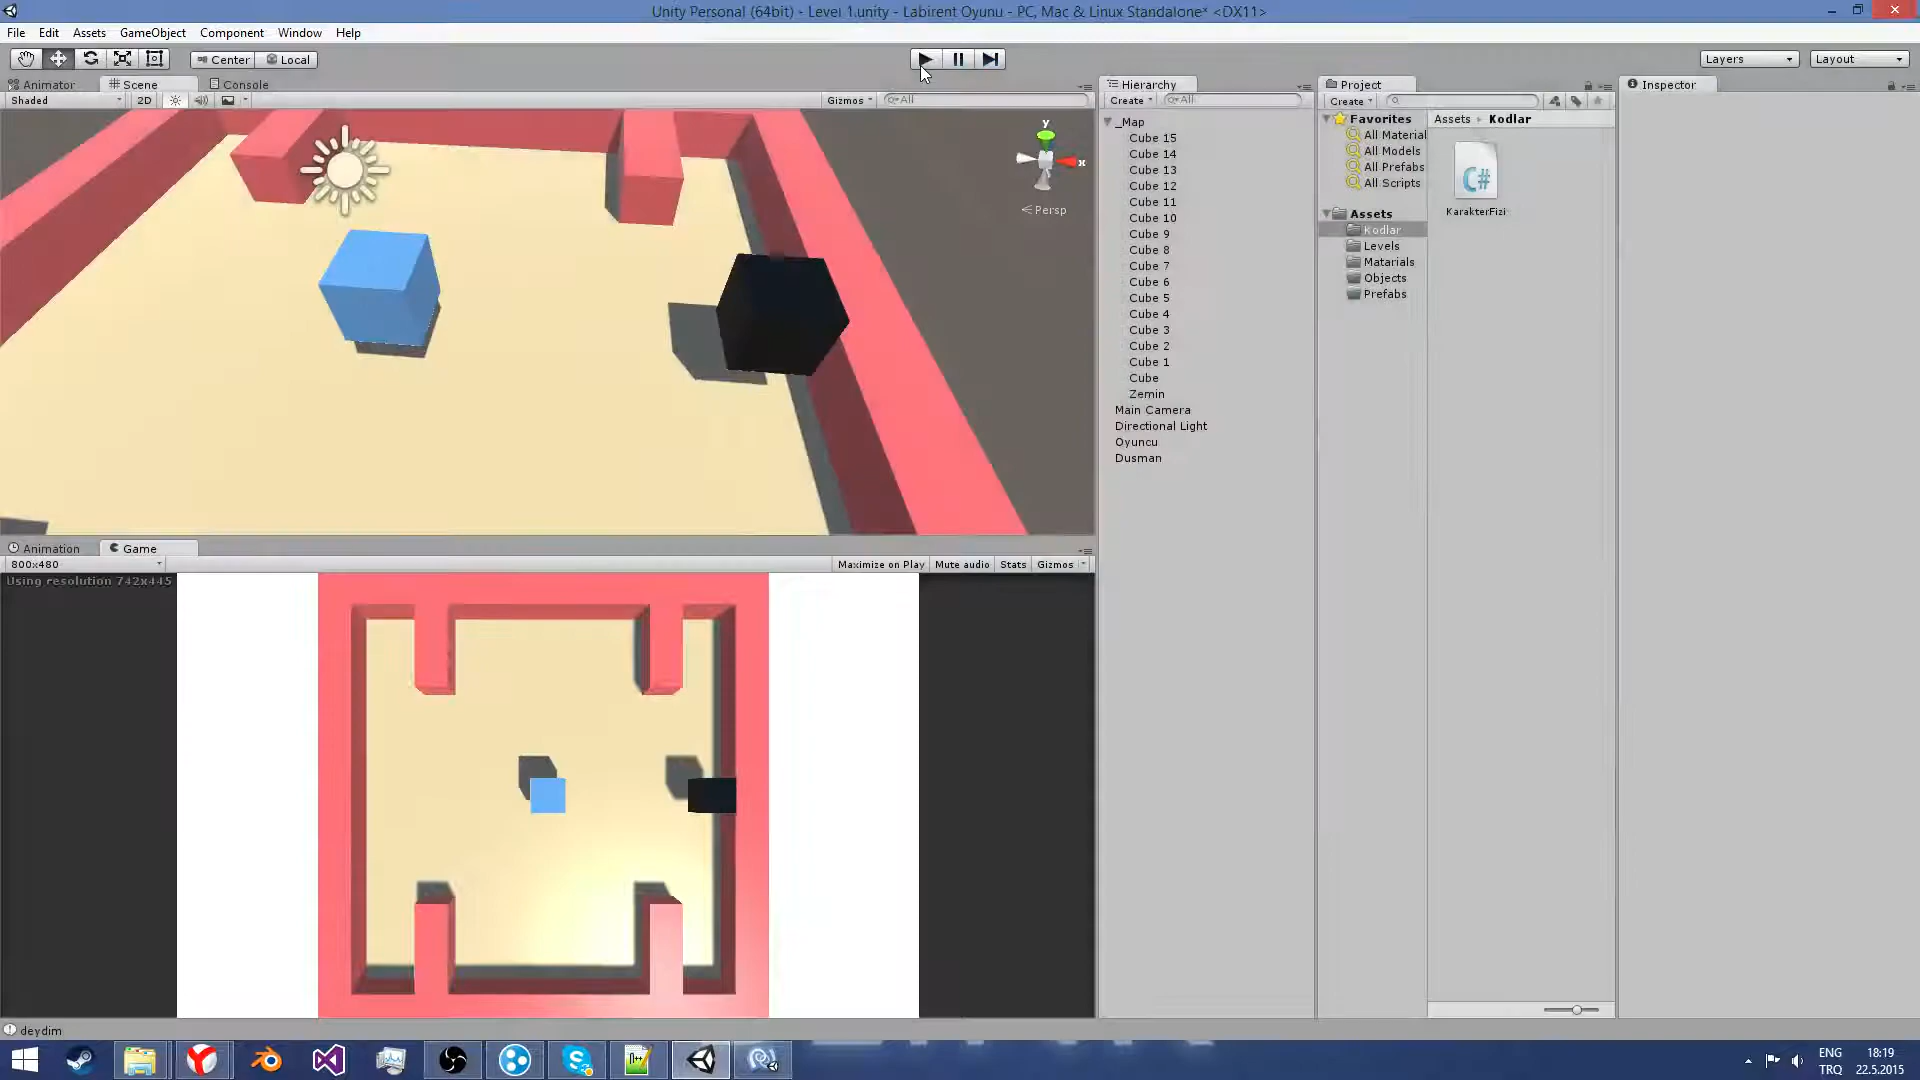 Unity Personal (64bit) - Level 1.unity - Labirent Oyunu - PC, Mac & Linux Standalone* <DX11>
File Edit Assets GameObject Component Window Help
Center Local
Layers Layout
Animator Scene Console
Shaded 2D Gizmos All
y
x
Persp
Hierarchy
Create All
_Map
Cube 15
Cube 14
Cube 13
Cube 12
Cube 11
Cube 10
Cube 9
Cube 8
Cube 7
Cube 6
Cube 5
Cube 4
Cube 3
Cube 2
Cube 1
Cube
Zemin
Main Camera
Directional Light
Oyuncu
Dusman
Project
Create
Favorites
All Material
All Models
All Prefabs
All Scripts
Assets
Kodlar
Levels
Matarials
Objects
Prefabs
Assets Kodlar
C#
KarakterFizi
Inspector
Animation Game
800x480 Maximize on Play Mute audio Stats Gizmos
Using resolution 742x445
deydim
ENG 18:19
TRQ 22.5.2015